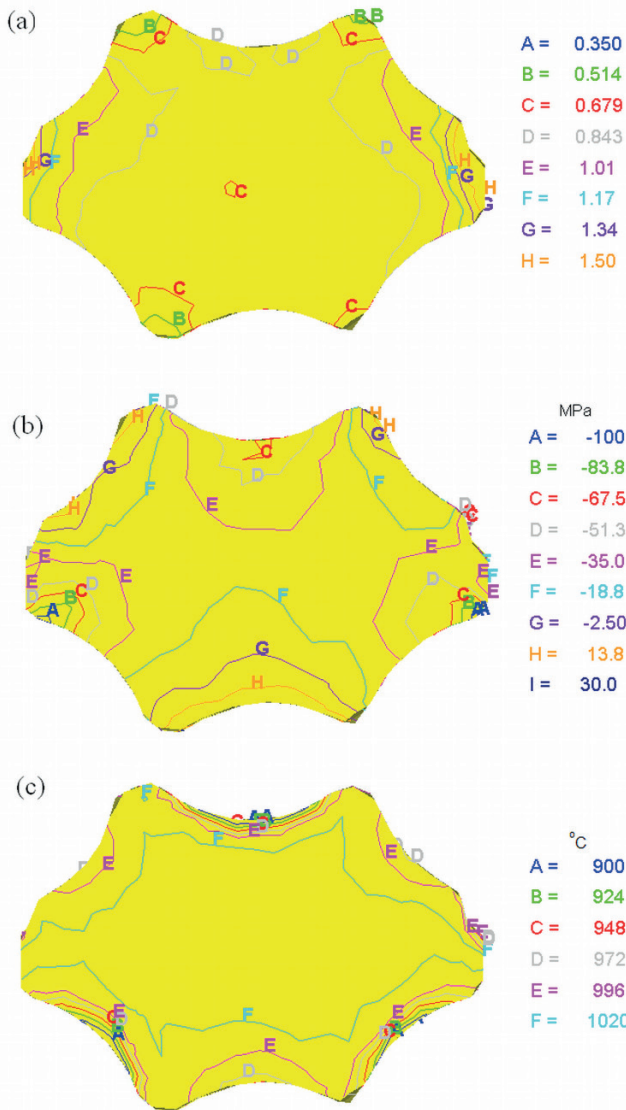 (a)
A = 0.350
B = 0.514
C = 0.679
D = 0.843
E = 1.01
F = 1.17
G = 1.34
H = 1.50
B B B
C C D
D D
E D D E
H H G F F H G
H G
C C
C C
B
(b)
MPa
A = -100
B = -83.8
C = -67.5
D = -51.3
E = -35.0
F = -18.8
G = -2.50
H = 13.8
I = 30.0
F D
H H H
G G
C
D
G F E F
H D C
E E E
F F
E E E
D D D E
A B C C B A A
F
G
H
(c)
°C
A = 900
B = 924
C = 948
D = 972
E = 996
F = 1020
F
C A A
D
E
F
D E E D
E E D
F
C E E
B A A
F
E
D